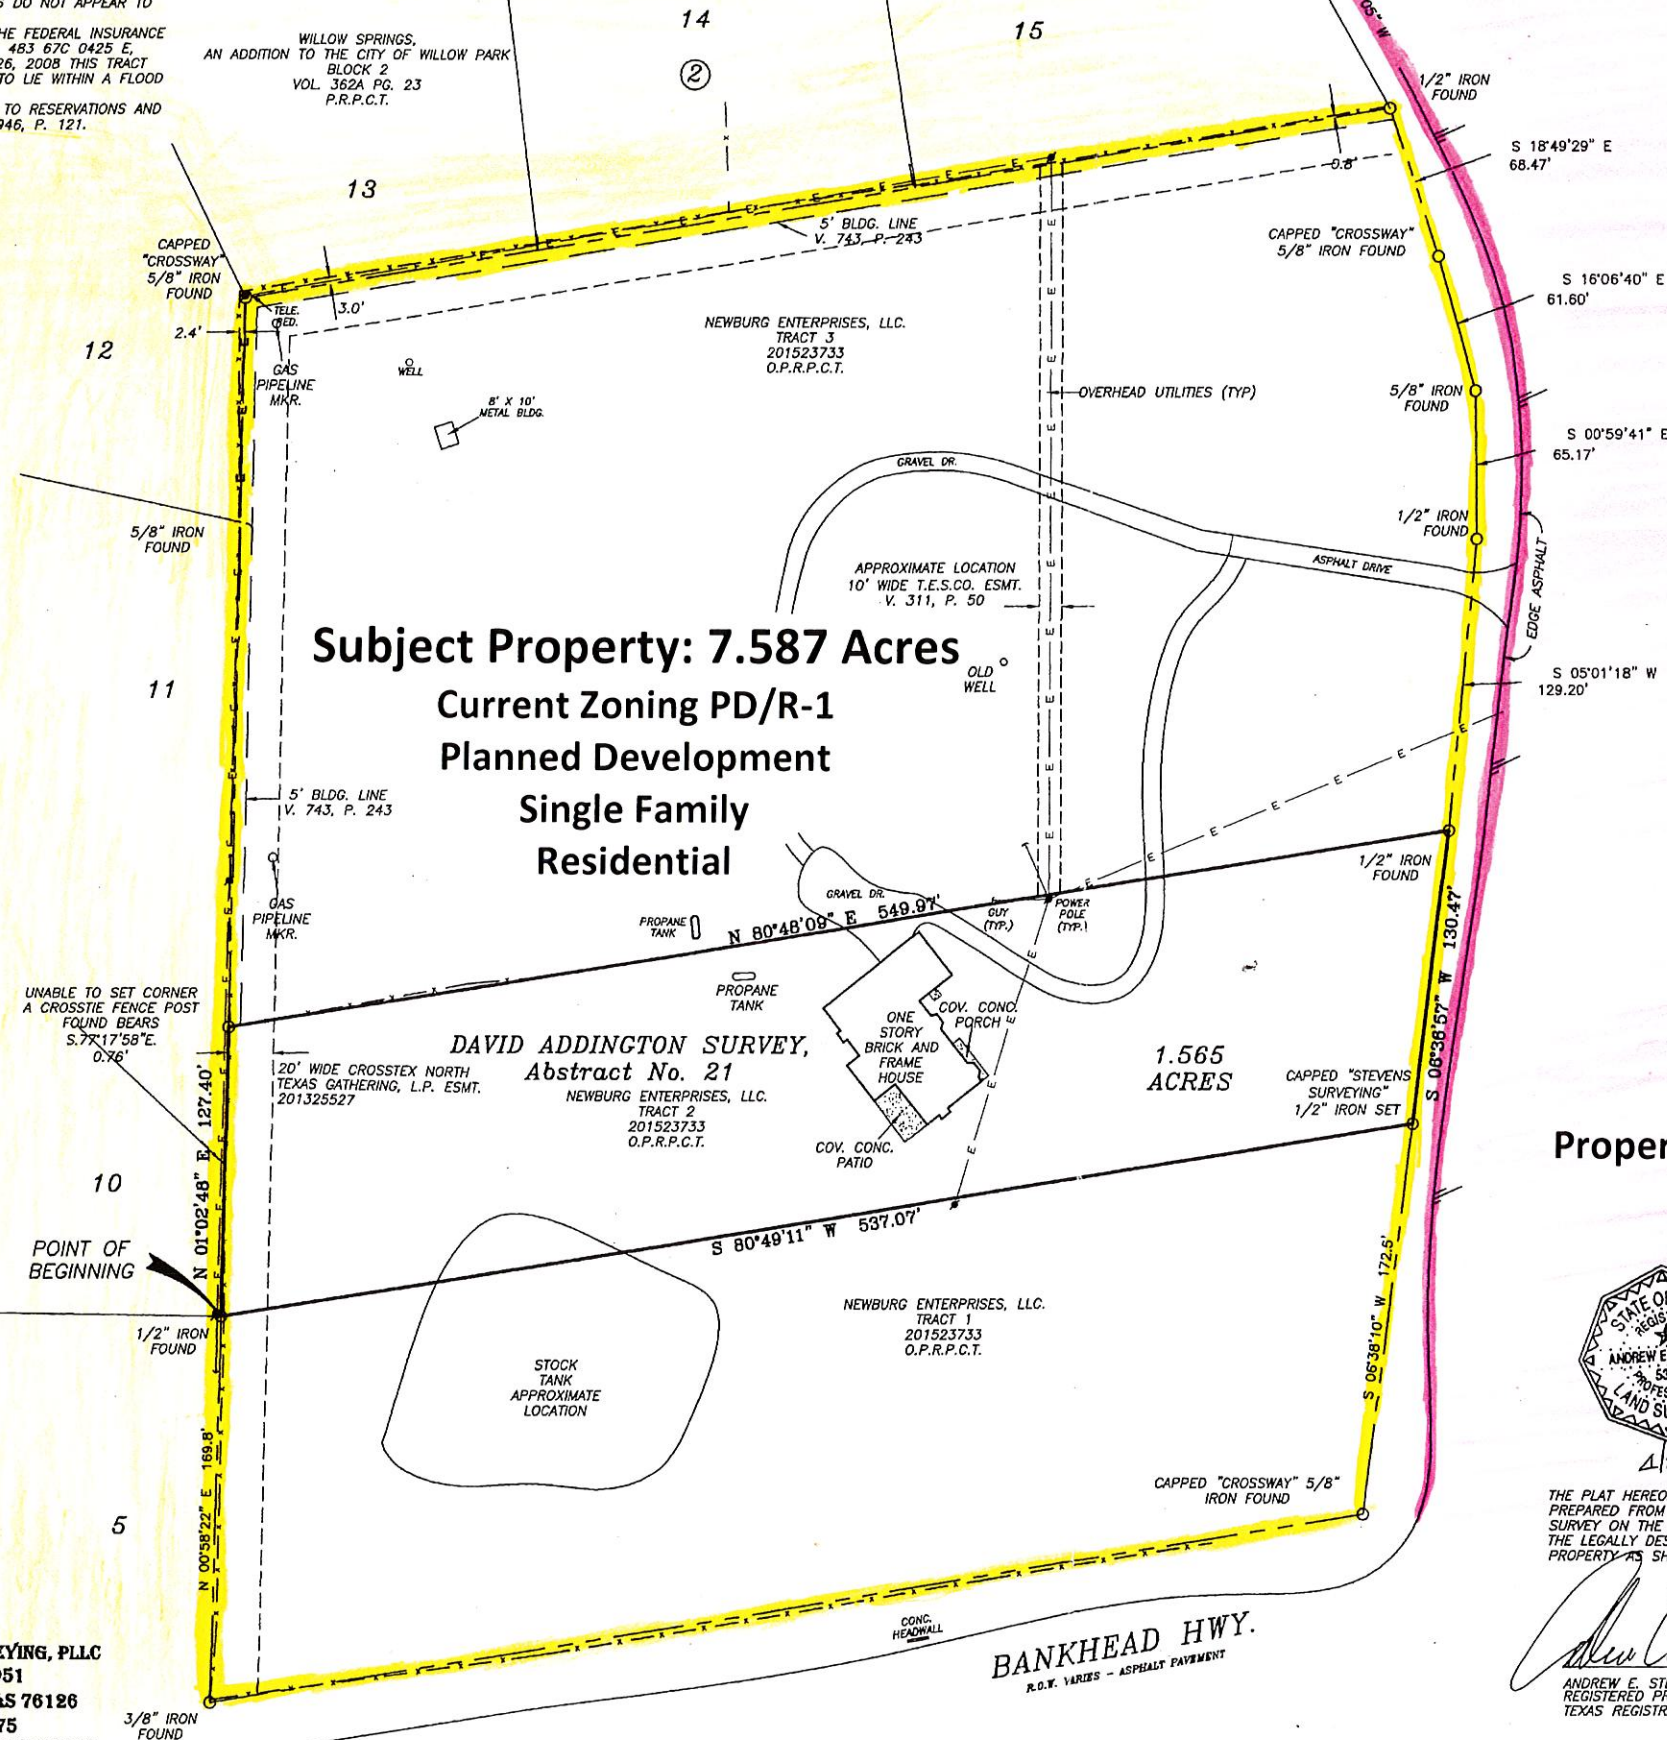 S DO NOT APPEAR TO
HE FEDERAL INSURANCE
483 67C 0425 E,
26, 2008 THIS TRACT
TO LIE WITHIN A FLOOD
TO RESERVATIONS AND
946, P. 121.
WILLOW SPRINGS,
AN ADDITION TO THE CITY OF WILLOW PARK
BLOCK 2
VOL. 362A PG. 23
P.R.P.C.T.
14
2
15
05" W
1/2" IRON
FOUND
S 18°49'29" E
68.47'
0.8'
13
5' BLDG. LINE
V. 743, P. 243
CAPPED
"CROSSWAY"
5/8" IRON
FOUND
CAPPED "CROSSWAY"
5/8" IRON FOUND
S 16°06'40" E
61.60'
TELE.
PED.
3.0'
2.4'
12
NEWBURG ENTERPRISES, LLC.
TRACT 3
201523733
O.P.R.P.C.T.
GAS
PIPELINE
MKR.
WELL
8' X 10'
METAL BLDG.
OVERHEAD UTILITIES (TYP)
5/8" IRON
FOUND
S 00°59'41" E
65.17'
GRAVEL DR.
5/8" IRON
FOUND
1/2" IRON
FOUND
ASPHALT DRIVE
EDGE ASPHALT
APPROXIMATE LOCATION
10' WIDE T.E.S.CO. ESMT.
V. 311, P. 50
Subject Property: 7.587 Acres
Current Zoning PD/R-1
Planned Development
Single Family
Residential
OLD
WELL
11
S 05°01'18" W
129.20'
5' BLDG. LINE
V. 743, P. 243
1/2" IRON
FOUND
GAS
PIPELINE
MKR.
PROPANE
TANK
GRAVEL DR.
N 80°48'09" E 549.97'
GUY
(TYP.)
POWER
POLE
(TYP.)
S 06°36'57" W 130.47'
UNABLE TO SET CORNER
A CROSSTIE FENCE POST
FOUND BEARS
S.77°17'58"E.
0.76'
PROPANE
TANK
COV. CONC.
PORCH
ONE
STORY
BRICK AND
FRAME
HOUSE
DAVID ADDINGTON SURVEY,
Abstract No. 21
NEWBURG ENTERPRISES, LLC.
TRACT 2
201523733
O.P.R.P.C.T.
1.565
ACRES
20' WIDE CROSSTEX NORTH
TEXAS GATHERING, L.P. ESMT.
201325527
CAPPED "STEVENS
SURVEYING"
1/2" IRON SET
COV. CONC.
PATIO
N 01°02'48" E 127.40'
10
Proper
POINT OF
BEGINNING
S 80°49'11" W 537.07'
1/2" IRON
FOUND
NEWBURG ENTERPRISES, LLC.
TRACT 1
201523733
O.P.R.P.C.T.
S 06°38'10" W 172.5'
STOCK
TANK
APPROXIMATE
LOCATION
STATE O
REGIS
ANDREW E
PROFES
LAND SU
N 00°58'22" E 169.8'
5
CAPPED "CROSSWAY" 5/8"
IRON FOUND
THE PLAT HEREO
PREPARED FROM
SURVEY ON THE
THE LEGALLY DES
PROPERTY AS SH
CONC.
HEADWALL
BANKHEAD HWY.
R.O.W. VARIES - ASPHALT PAVEMENT
EYING, PLLC
051
AS 76126
75
3/8" IRON
FOUND
ANDREW E. STE
REGISTERED PR
TEXAS REGISTR